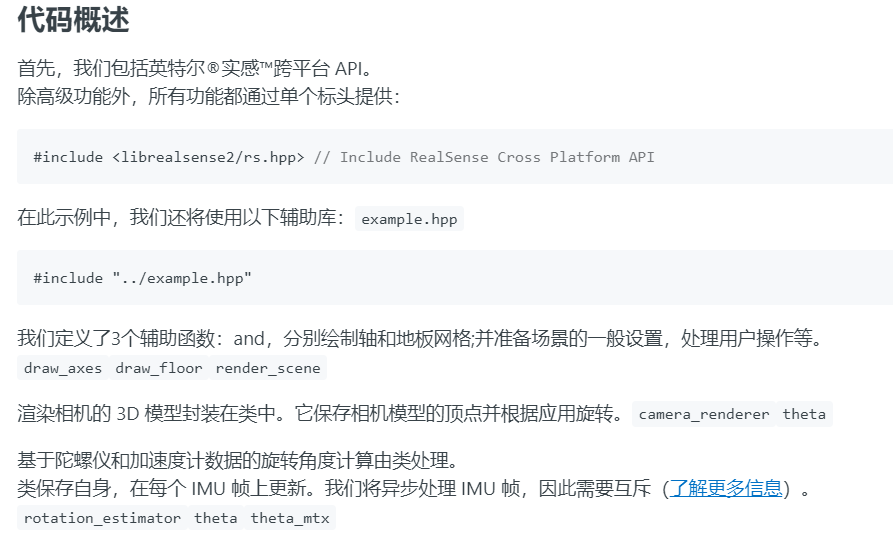 代码概述
首先，我们包括英特尔®实感™跨平台 API。
除高级功能外，所有功能都通过单个标头提供：
#include <librealsense2/rs.hpp> // Include RealSense Cross Platform API
在此示例中，我们还将使用以下辅助库： example.hpp
#include "../example.hpp"
我们定义了3个辅助函数：and，分别绘制轴和地板网格;并准备场景的一般设置，处理用户操作等。
draw_axes draw_floor render_scene
渲染相机的 3D 模型封装在类中。它保存相机模型的顶点并根据应用旋转。 camera_renderer theta
基于陀螺仪和加速度计数据的旋转角度计算由类处理。
类保存自身，在每个 IMU 帧上更新。我们将异步处理 IMU 帧，因此需要互斥（了解更多信息）。
rotation_estimator theta theta_mtx